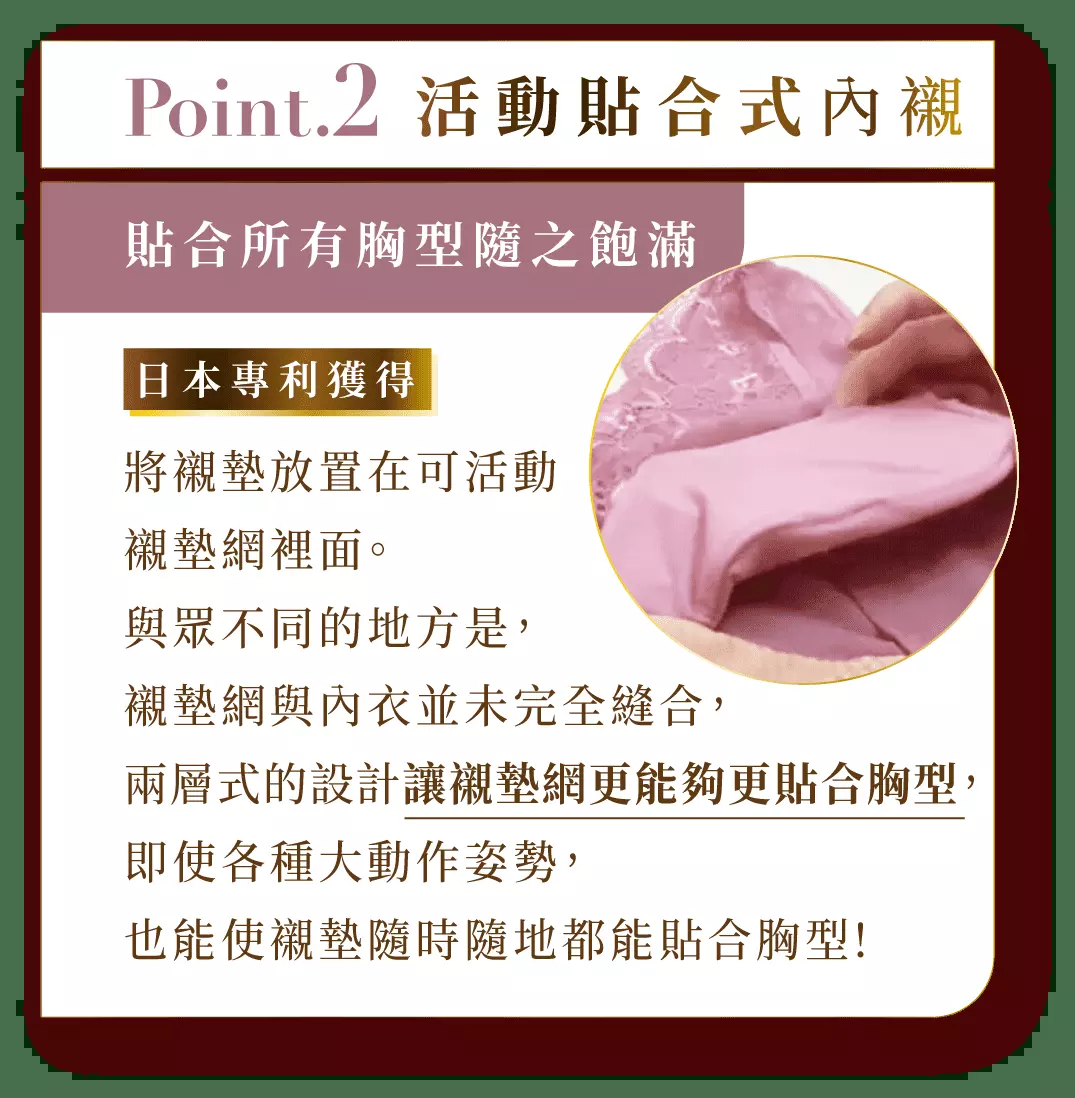 Point.2 活動貼合式內襯
貼合所有胸型隨之飽滿
日本專利獲得
將襯墊放置在可活動
襯墊網裡面。
與眾不同的地方是，
襯墊網與內衣並未完全縫合，
兩層式的設計讓襯墊網更能夠更貼合胸型，
即使各種大動作姿勢，
也能使襯墊隨時隨地都能貼合胸型!